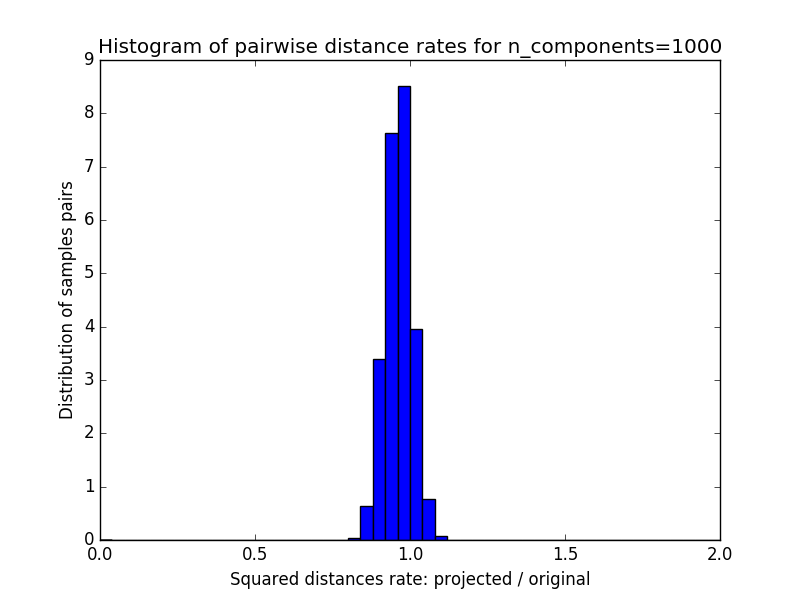 Histogram of pairwise distance rates for n_components=1000
9
8
7
6
5
4
3
2
1
0
Distribution of samples pairs
0.0 0.5 1.0 1.5 2.0
Squared distances rate: projected / original